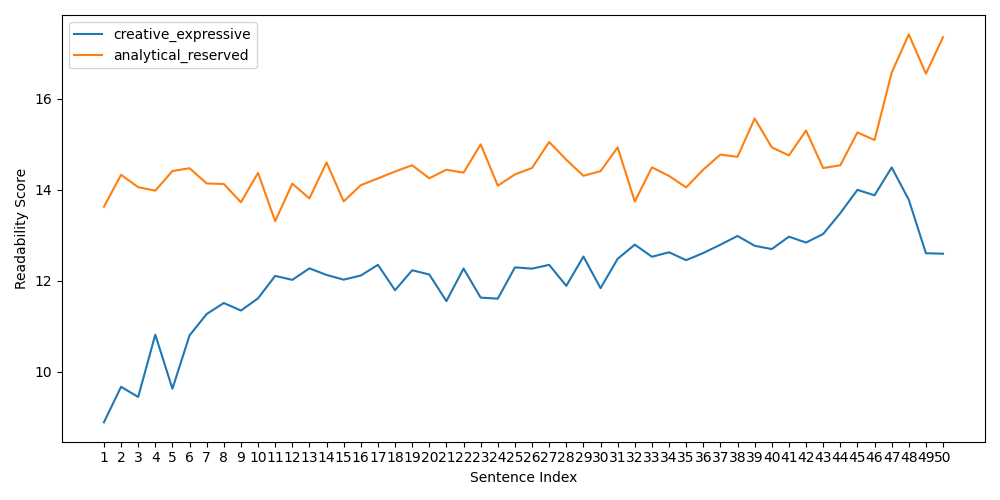 creative_expressive
analytical_reserved
16
14
12
10
Readability Score
1 2 3 4 5 6 7 8 9 10 11 12 13 14 15 16 17 18 19 20 21 22 23 24 25 26 27 28 29 30 31 32 33 34 35 36 37 38 39 40 41 42 43 44 45 46 47 48 49 50
Sentence Index